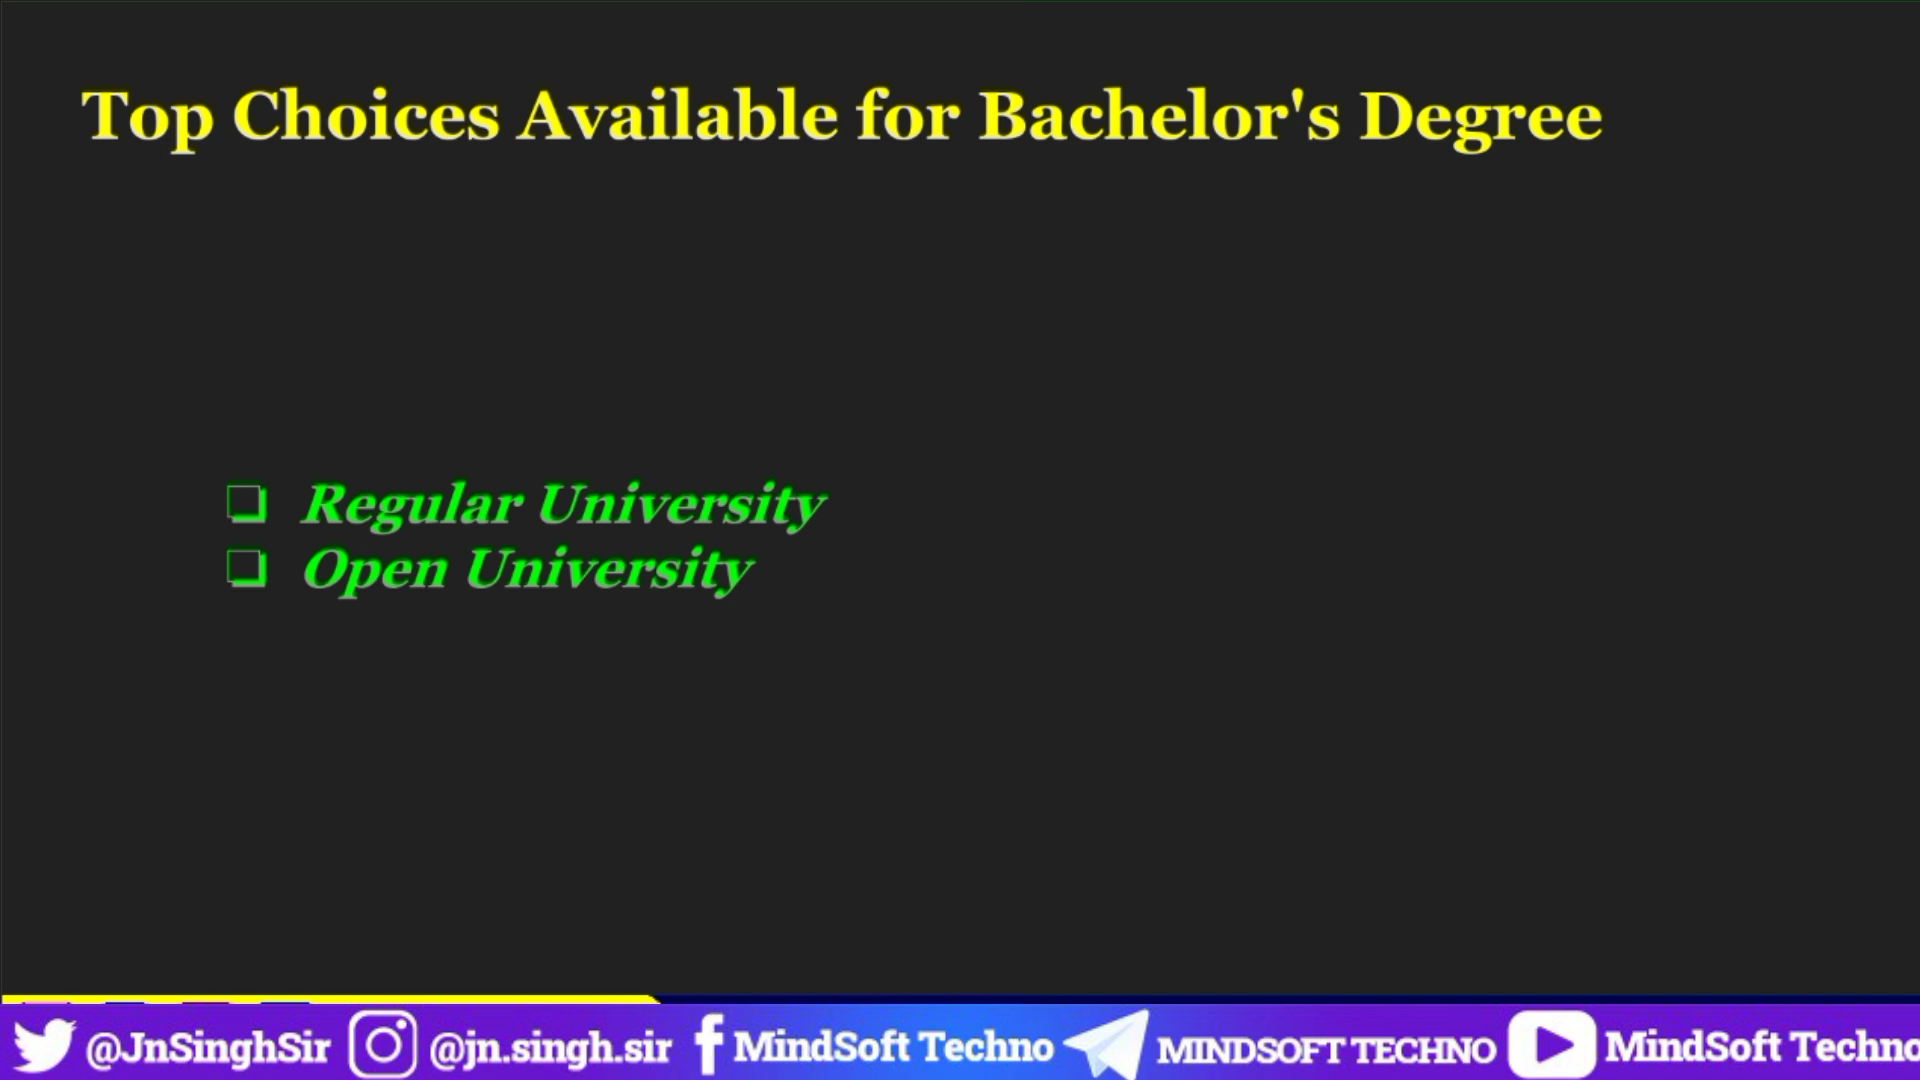 Top Choices Available for Bachelor's Degree
Regular University
Open University
@JnSinghSir @jn.singh.sir MindSoft Techno MINDSOFT TECHNO MindSoft Techno